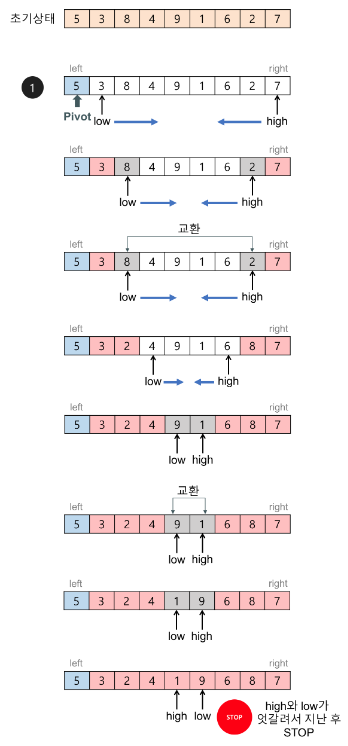 초기상태 5 3 8 4 9 1 6 2 7
left right
1 5 3 8 4 9 1 6 2 7
Pivot low high
left right
5 3 8 4 9 1 6 2 7
low high
교환
left right
5 3 8 4 9 1 6 2 7
low high
left right
5 3 2 4 9 1 6 8 7
low high
left right
5 3 2 4 9 1 6 8 7
low high
교환
left right
5 3 2 4 9 1 6 8 7
low high
left right
5 3 2 4 1 9 6 8 7
low high
left right
5 3 2 4 1 9 6 8 7
high low STOP high와 low가
엇갈려서 지난 후
STOP